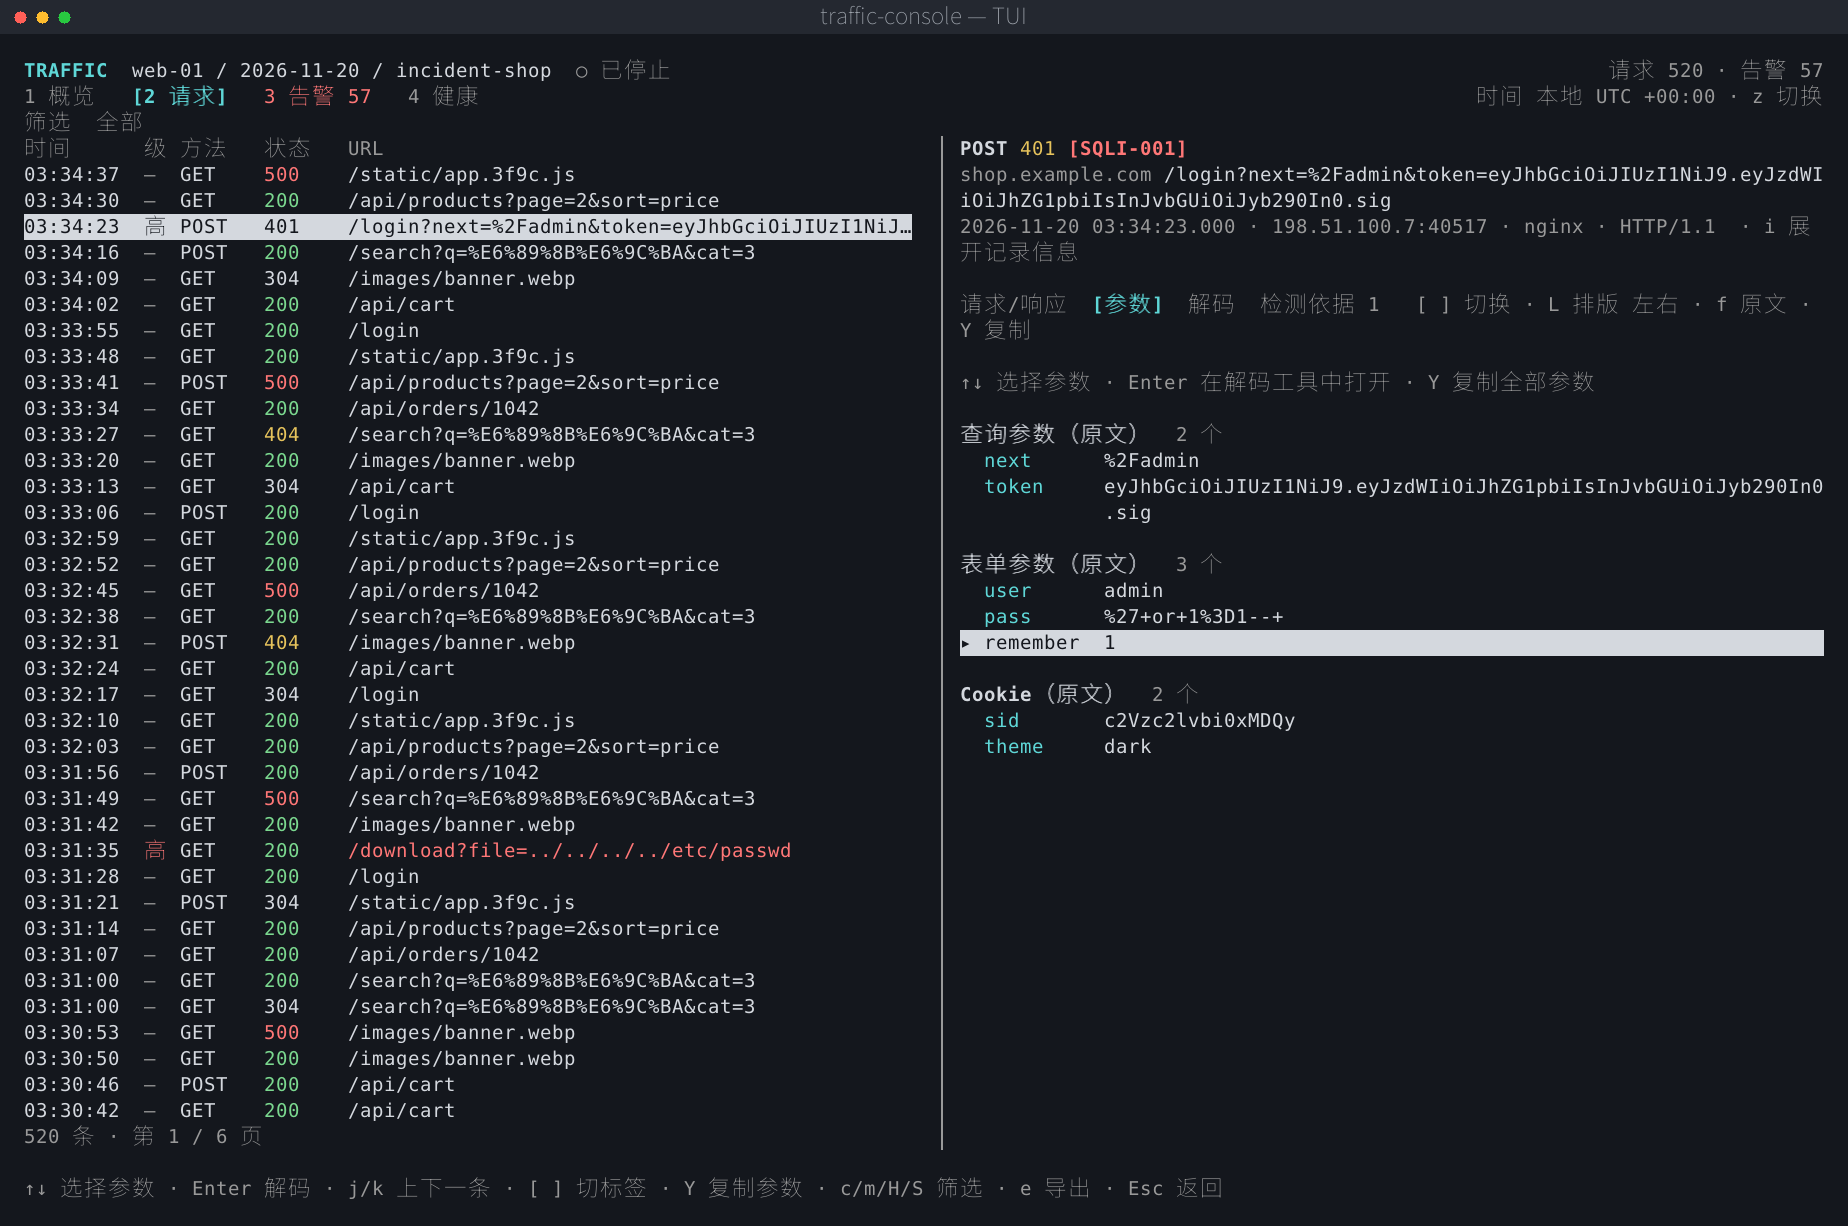 traffic-console — TUI
TRAFFIC web-01 / 2026-11-20 / incident-shop ○ 已停止 请求 520 · 告警 57
1 概览 [2 请求] 3 告警 57 4 健康 时间 本地 UTC +00:00 · z 切换
筛选 全部
时间 级 方法 状态 URL
03:34:37 — GET 500 /static/app.3f9c.js
03:34:30 — GET 200 /api/products?page=2&sort=price
03:34:23 高 POST 401 /login?next=%2Fadmin&token=eyJhbGciOiJIUzI1NiJ…
03:34:16 — POST 200 /search?q=%E6%89%8B%E6%9C%BA&cat=3
03:34:09 — GET 304 /images/banner.webp
03:34:02 — GET 200 /api/cart
03:33:55 — GET 200 /login
03:33:48 — GET 200 /static/app.3f9c.js
03:33:41 — POST 500 /api/products?page=2&sort=price
03:33:34 — GET 200 /api/orders/1042
03:33:27 — GET 404 /search?q=%E6%89%8B%E6%9C%BA&cat=3
03:33:20 — GET 200 /images/banner.webp
03:33:13 — GET 304 /api/cart
03:33:06 — POST 200 /login
03:32:59 — GET 200 /static/app.3f9c.js
03:32:52 — GET 200 /api/products?page=2&sort=price
03:32:45 — GET 500 /api/orders/1042
03:32:38 — GET 200 /search?q=%E6%89%8B%E6%9C%BA&cat=3
03:32:31 — POST 404 /images/banner.webp
03:32:24 — GET 200 /api/cart
03:32:17 — GET 304 /login
03:32:10 — GET 200 /static/app.3f9c.js
03:32:03 — GET 200 /api/products?page=2&sort=price
03:31:56 — POST 200 /api/orders/1042
03:31:49 — GET 500 /search?q=%E6%89%8B%E6%9C%BA&cat=3
03:31:42 — GET 200 /images/banner.webp
03:31:35 高 GET 200 /download?file=../../../../etc/passwd
03:31:28 — GET 200 /login
03:31:21 — POST 304 /static/app.3f9c.js
03:31:14 — GET 200 /api/products?page=2&sort=price
03:31:07 — GET 200 /api/orders/1042
03:31:00 — GET 200 /search?q=%E6%89%8B%E6%9C%BA&cat=3
03:31:00 — GET 304 /search?q=%E6%89%8B%E6%9C%BA&cat=3
03:30:53 — GET 500 /images/banner.webp
03:30:50 — GET 200 /images/banner.webp
03:30:46 — POST 200 /api/cart
03:30:42 — GET 200 /api/cart
520 条 · 第 1 / 6 页
POST 401 [SQLI-001]
shop.example.com /login?next=%2Fadmin&token=eyJhbGciOiJIUzI1NiJ9.eyJzdWI
iOiJhZG1pbiIsInJvbGUiOiJyb290In0.sig
2026-11-20 03:34:23.000 · 198.51.100.7:40517 · nginx · HTTP/1.1 · i 展
开记录信息
请求/响应 [参数] 解码 检测依据 1 [ ] 切换 · L 排版 左右 · f 原文 ·
Y 复制
↑↓ 选择参数 · Enter 在解码工具中打开 · Y 复制全部参数
查询参数（原文） 2 个
next %2Fadmin
token eyJhbGciOiJIUzI1NiJ9.eyJzdWIiOiJhZG1pbiIsInJvbGUiOiJyb290In0
.sig
表单参数（原文） 3 个
user admin
pass %27+or+1%3D1--+
▸ remember 1
Cookie（原文） 2 个
sid c2Vzc2lvbi0xMDQy
theme dark
↑↓ 选择参数 · Enter 解码 · j/k 上下一条 · [ ] 切标签 · Y 复制参数 · c/m/H/S 筛选 · e 导出 · Esc 返回